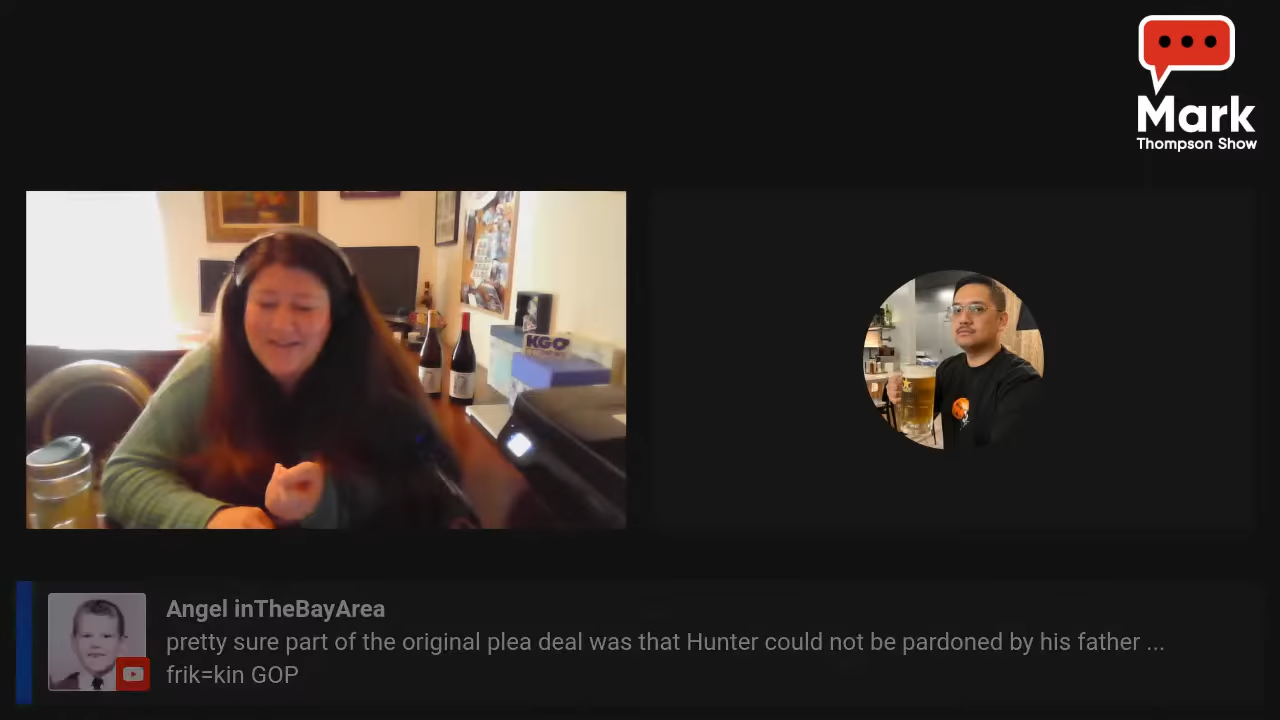 Mark
Thompson Show
KGO
Angel inTheBayArea
pretty sure part of the original plea deal was that Hunter could not be pardoned by his father ...
frik=kin GOP